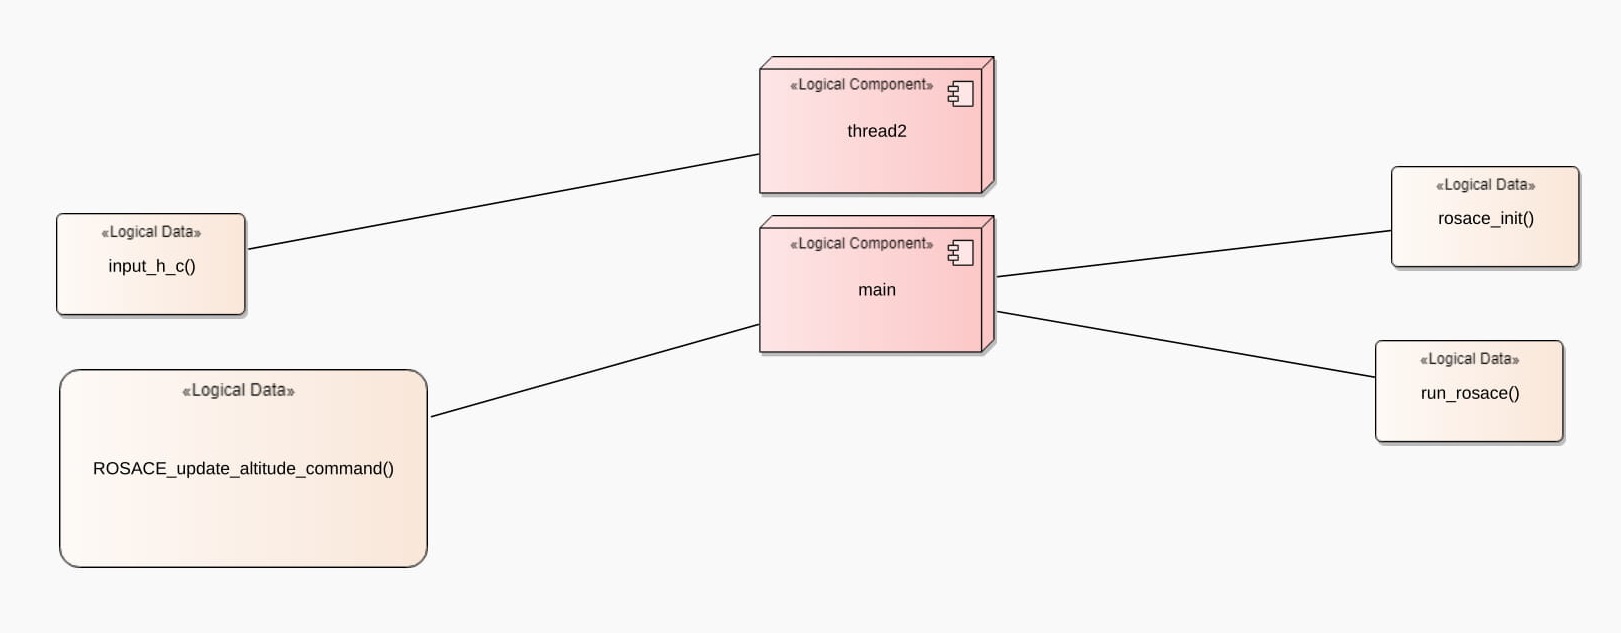 «Logical Component»
thread2
«Logical Data»
rosace_init()
«Logical Data»
input_h_c()
«Logical Component»
main
«Logical Data»
run_rosace()
«Logical Data»
ROSACE_update_altitude_command()